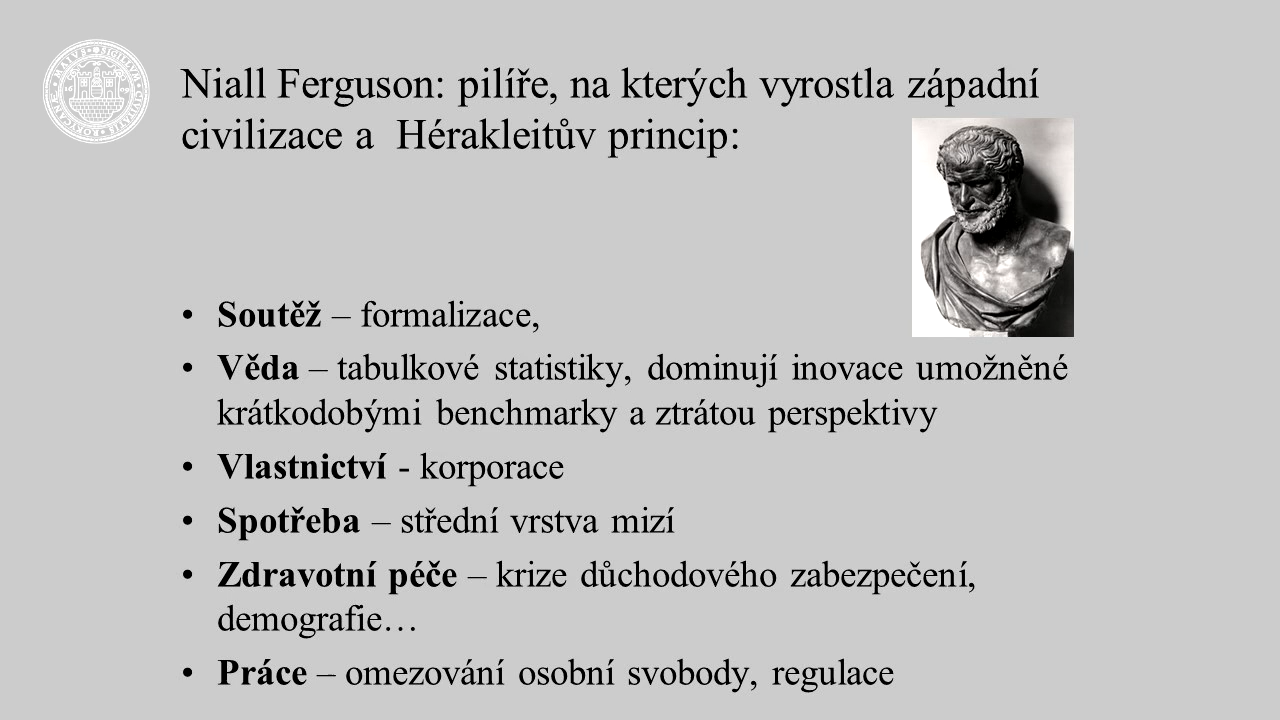 Niall Ferguson: pilíře, na kterých vyrostla západní
civilizace a  Hérakleitův princip:
• Soutěž – formalizace,
• Věda – tabulkové statistiky, dominují inovace umožněné
krátkodobými benchmarky a ztrátou perspektivy
• Vlastnictví - korporace
• Spotřeba – střední vrstva mizí
• Zdravotní péče – krize důchodového zabezpečení,
demografie…
• Práce – omezování osobní svobody, regulace